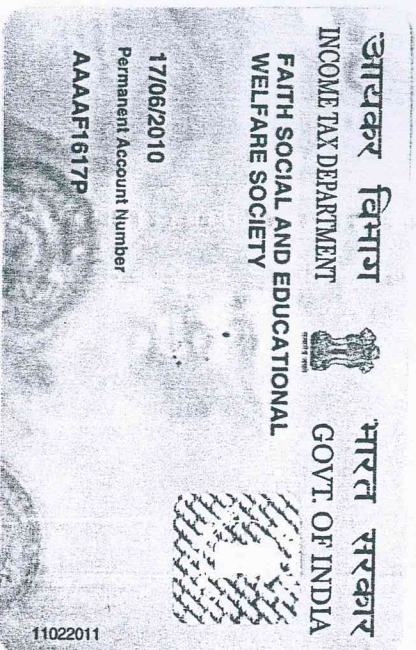 आयकर विभाग
INCOME TAX DEPARTMENT
भारत सरकार
GOVT. OF INDIA
FAITH SOCIAL AND EDUCATIONAL
WELFARE SOCIETY
17/06/2010
Permanent Account Number
AAAAF1617P
11022011